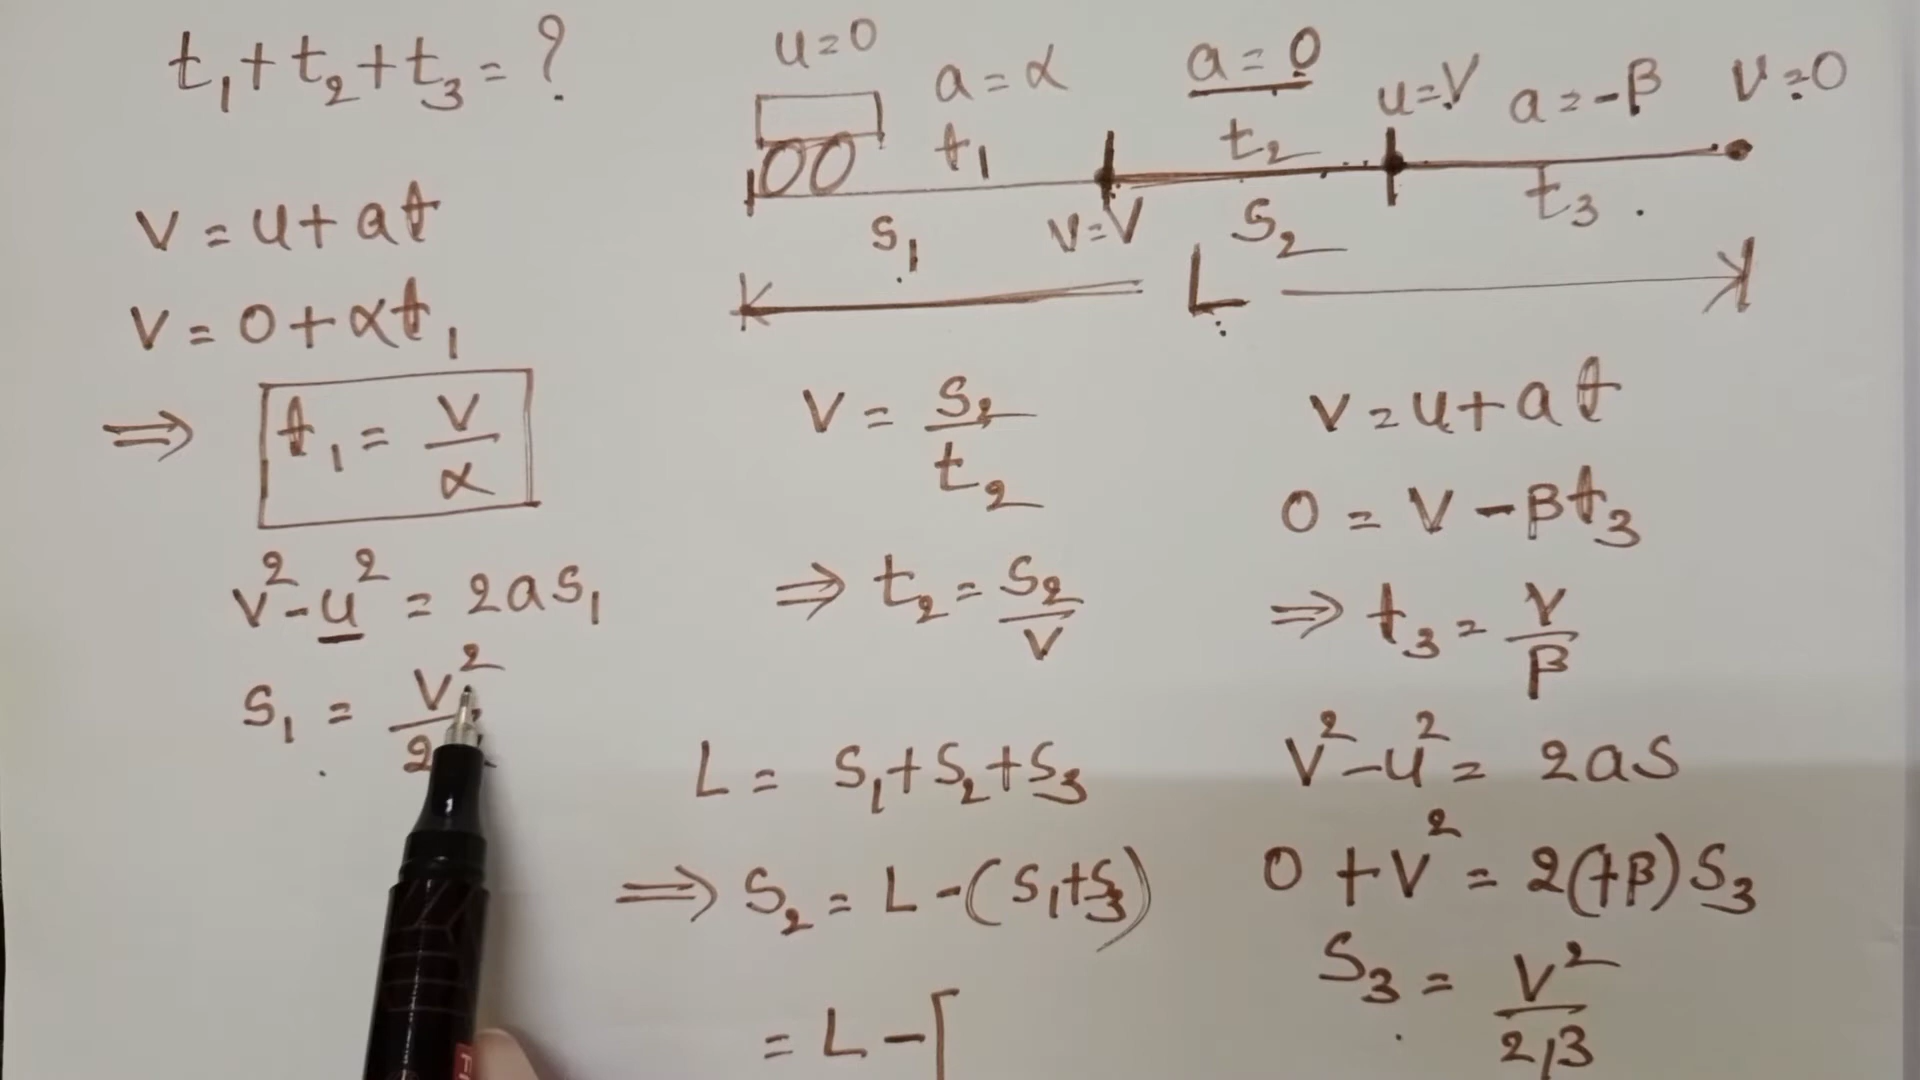 t₁+t₂+t₃=?
u=0
a=α
a=0
u=V
a=-β
V=0
t₁
t₂
t₃
S₁
v=V
S₂
L
V=u+at
V=0+αt₁
⇒ t₁=V/α
V²-u²=2aS₁
S₁=V²/2
V=S₂/t₂
⇒ t₂=S₂/V
L=S₁+S₂+S₃
⇒ S₂=L-(S₁+S₃)
=L-[
V=u+at
0=V-βt₃
⇒ t₃=V/β
V²-u²=2aS
0+V²=2(+β)S₃
S₃=V²/2β